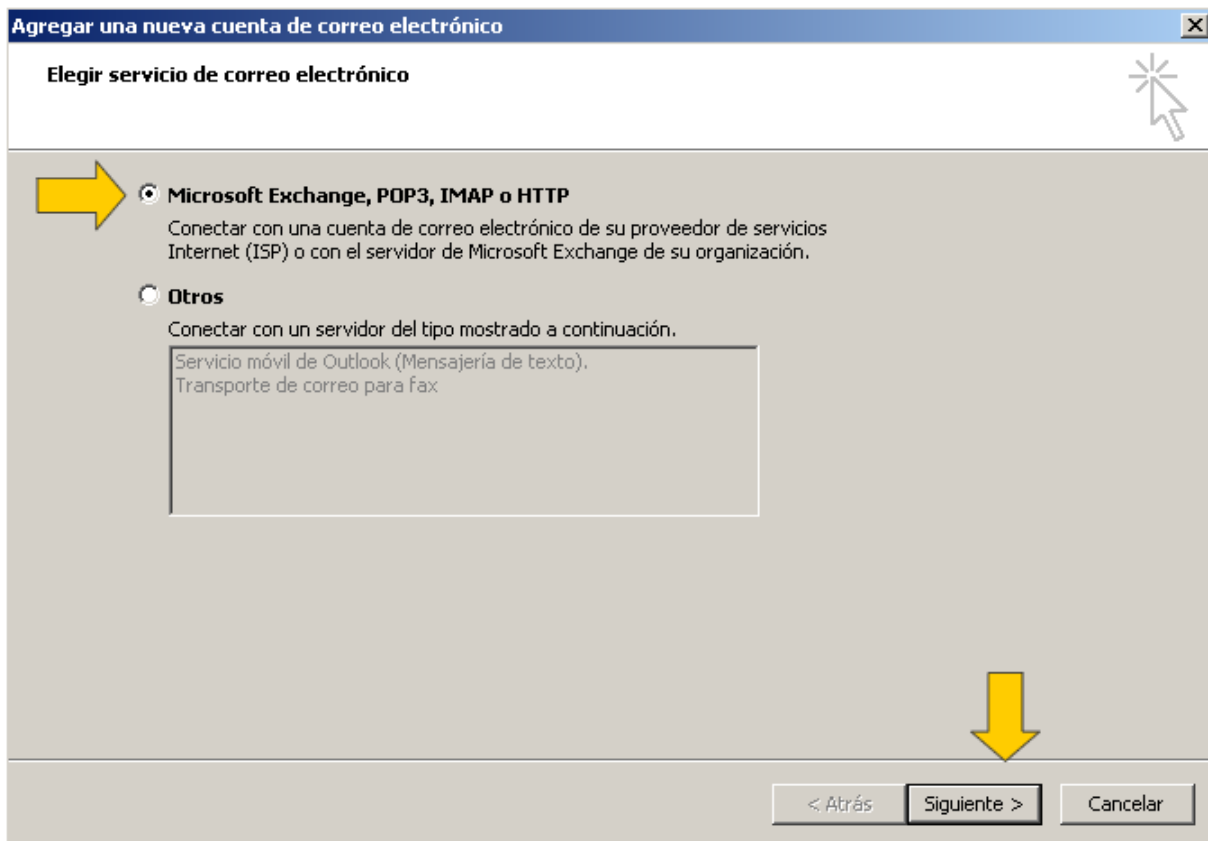 Agregar una nueva cuenta de correo electrónico
Elegir servicio de correo electrónico
Microsoft Exchange, POP3, IMAP o HTTP
Conectar con una cuenta de correo electrónico de su proveedor de servicios
Internet (ISP) o con el servidor de Microsoft Exchange de su organización.
Otros
Conectar con un servidor del tipo mostrado a continuación.
Servicio móvil de Outlook (Mensajería de texto).
Transporte de correo para fax
< Atrás
Siguiente >
Cancelar